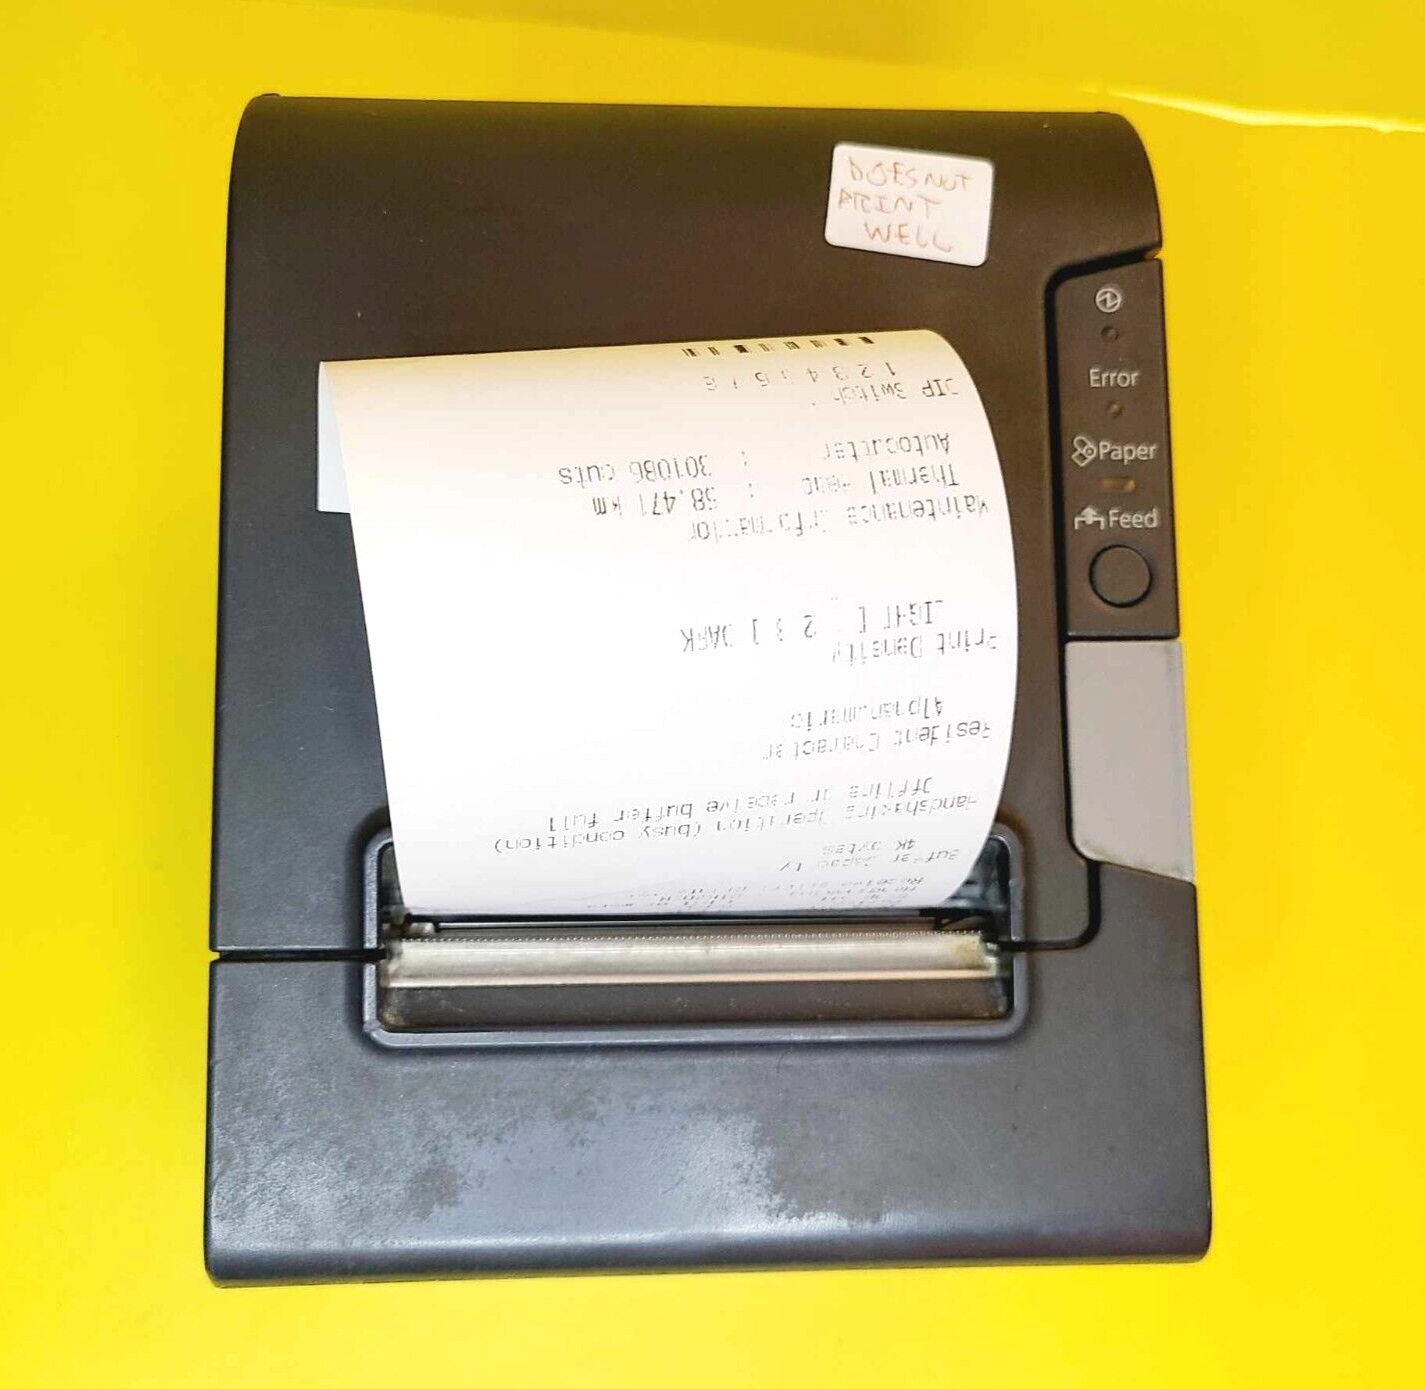 DOES NOT
PRINT
WELL
Error
Paper
Feed
Buffer Capacity
4K bytes
Handshaking Operation (busy condition)
Offline or receive buffer full
Resident Character
Alphanumeric
Print Density
LIGHT [ 2 3 ] DARK
Maintenance Information
Thermal Head : 58.471 km
Autocutter : 301086 cuts
DIP Switch
1 2 3 4 5 6 7 8